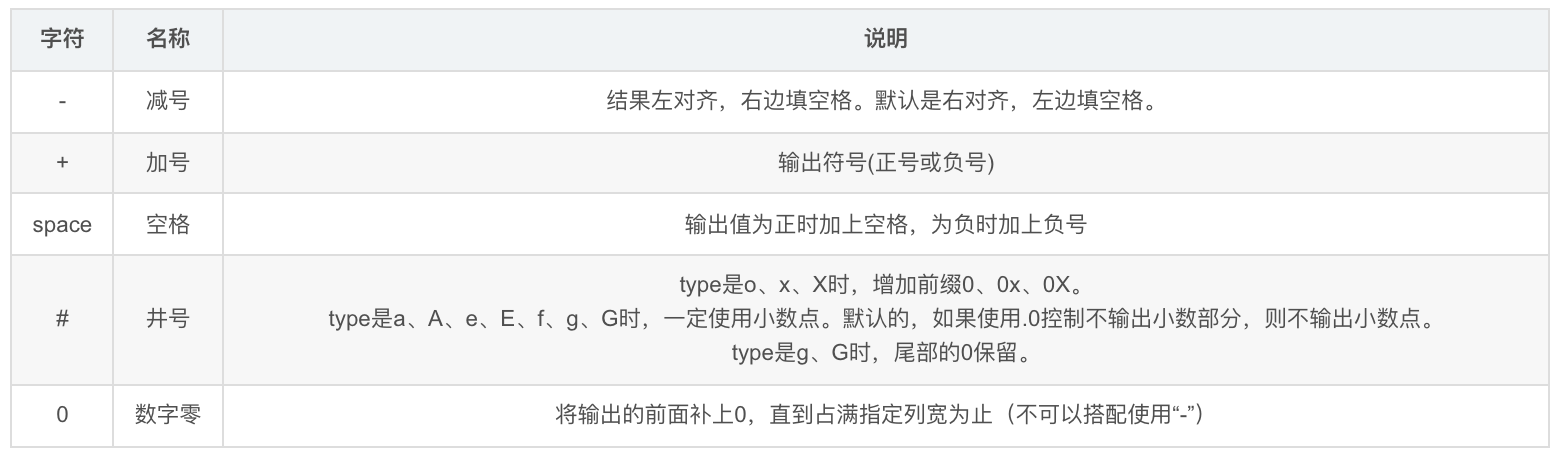 字符 名称 说明
- 减号 结果左对齐，右边填空格。默认是右对齐，左边填空格。
+ 加号 输出符号(正号或负号)
space 空格 输出值为正时加上空格，为负时加上负号
type是o、x、X时，增加前缀0、0x、0X。
# 井号 type是a、A、e、E、f、g、G时，一定使用小数点。默认的，如果使用.0控制不输出小数部分，则不输出小数点。
type是g、G时，尾部的0保留。
0 数字零 将输出的前面补上0，直到占满指定列宽为止（不可以搭配使用“-”）